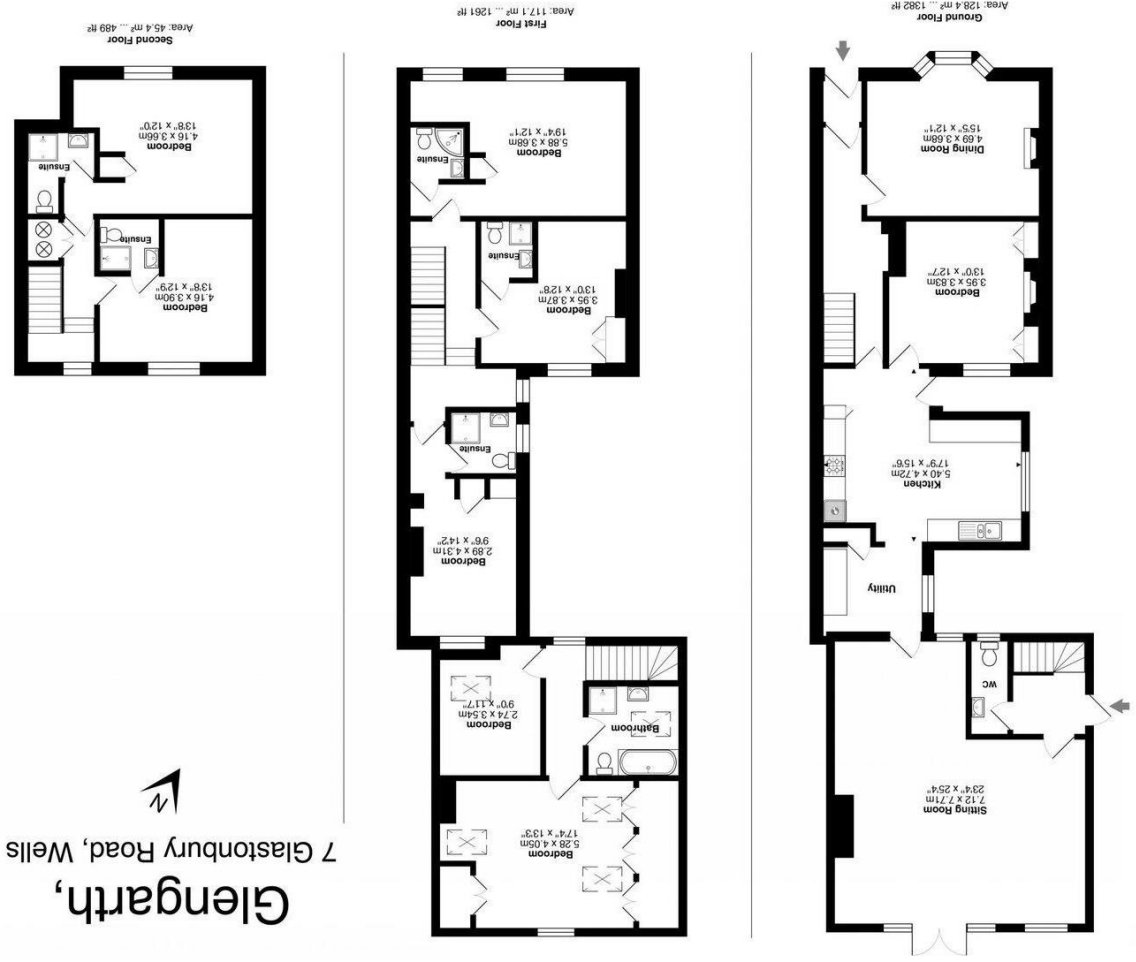 Glengarth,
7 Glastonbury Road, Wells
N
Sitting Room
7.12 x 7.71m
23'4" x 25'4"
WC
Utility
Kitchen
5.40 x 4.72m
17'9" x 15'6"
Bedroom
3.95 x 3.83m
13'0" x 12'7"
Dining Room
4.69 x 3.68m
15'5" x 12'1"
Ground Floor
Area: 128.4 m² ... 1382 ft²
Bedroom
5.28 x 4.05m
17'4" x 13'3"
Bathroom
Bedroom
2.74 x 3.54m
9'0" x 11'7"
Bedroom
2.89 x 4.31m
9'6" x 14'2"
Ensuite
Bedroom
3.95 x 3.87m
13'0" x 12'8"
Ensuite
Bedroom
5.88 x 3.68m
19'4" x 12'1"
Ensuite
First Floor
Area: 117.1 m² ... 1261 ft²
Bedroom
4.16 x 3.90m
13'8" x 12'9"
Ensuite
Ensuite
Bedroom
4.16 x 3.66m
13'8" x 12'0"
Second Floor
Area: 45.4 m² ... 489 ft²